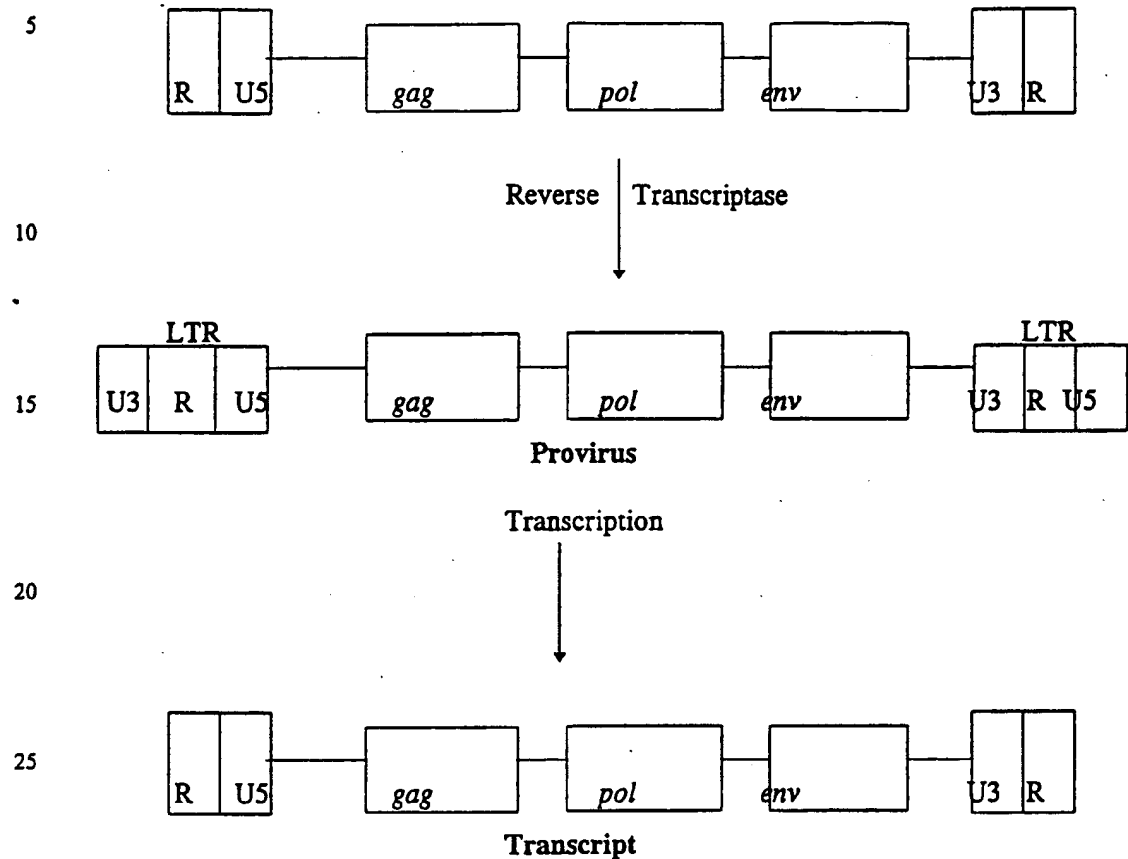 5
R U5 gag pol env U3 R
Reverse Transcriptase
10
LTR LTR
15 U3 R U5 gag pol env U3 R U5
Provirus
Transcription
20
25
R U5 gag pol env U3 R
Transcript